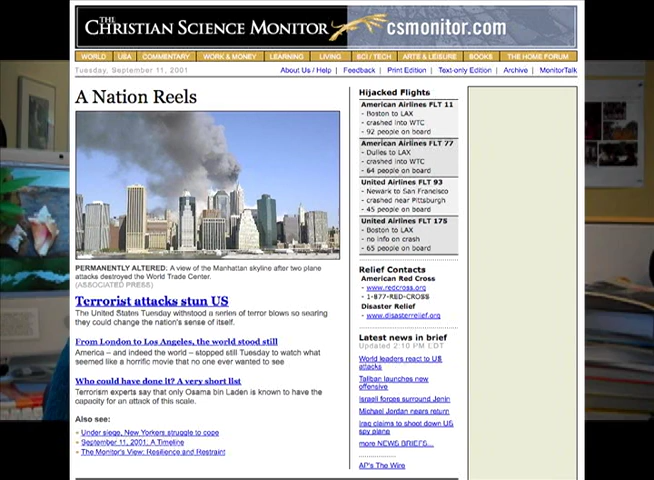 THE
CHRISTIAN SCIENCE MONITOR
csmonitor.com
WORLD USA COMMENTARY WORK & MONEY LEARNING LIVING SCI / TECH ARTS & LEISURE BOOKS THE HOME FORUM
Tuesday, September 11, 2001
About Us / Help | Feedback | Print Edition | Text-only Edition | Archive | MonitorTalk
A Nation Reels
PERMANENTLY ALTERED: A view of the Manhattan skyline after two plane
attacks destroyed the World Trade Center.
(ASSOCIATED PRESS)
Terrorist attacks stun US
The United States Tuesday withstood a series of terror blows so searing
they could change the nation's sense of itself.
From London to Los Angeles, the world stood still
America – and indeed the world – stopped still Tuesday to watch what
seemed like a horrific movie that no one ever wanted to see
Who could have done it? A very short list
Terrorism experts say that only Osama bin Laden is known to have the
capacity for an attack of this scale.
Also see:
» Under siege, New Yorkers struggle to cope
» September 11, 2001: A Timeline
» The Monitor's View: Resilience and Restraint
Hijacked Flights
American Airlines FLT 11
- Boston to LAX
- crashed into WTC
- 92 people on board
American Airlines FLT 77
- Dulles to LAX
- crashed into WTC
- 64 people on board
United Airlines FLT 93
- Newark to San Francisco
- crashed near Pittsburgh
- 45 people on board
United Airlines FLT 175
- Boston to LAX
- no info on crash
- 65 people on board
Relief Contacts
American Red Cross
- www.redcross.org
- 1-877-RED-CROSS
Disaster Relief
- www.disasterrelief.org
Latest news in brief
Updated 2:10 PM EDT
World leaders react to US
attacks
Taliban launches new
offensive
Israeli forces surround Jenin
Michael Jordan nears return
Iraq claims to shoot down US
spy plane
more NEWS BRIEFS...
AP's The Wire